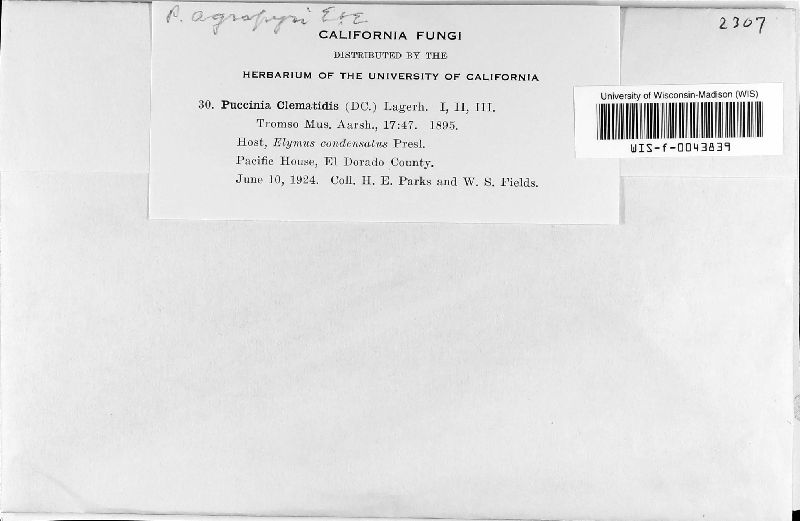 P. agropyri E+E
2307
CALIFORNIA FUNGI
DISTRIBUTED BY THE
HERBARIUM OF THE UNIVERSITY OF CALIFORNIA
30. Puccinia Clematidis (DC.) Lagerh. I, II, III.
Tromso Mus. Aarsh., 17:47. 1895.
Host, Elymus condensatus Presl.
Pacific House, El Dorado County.
June 10, 1924. Coll. H. E. Parks and W. S. Fields.
University of Wisconsin-Madison (WIS)
WIS-f-0043839